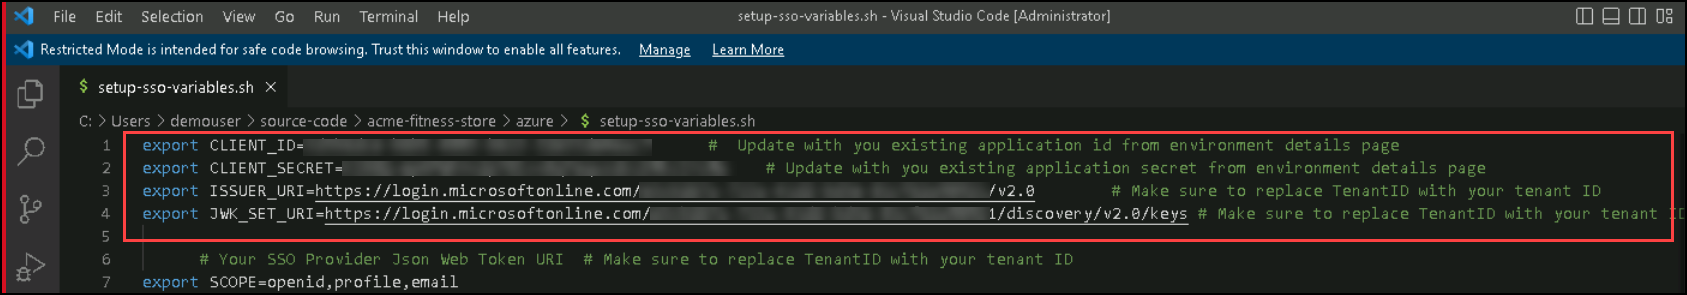 File Edit Selection View Go Run Terminal Help setup-sso-variables.sh - Visual Studio Code [Administrator]
Restricted Mode is intended for safe code browsing. Trust this window to enable all features. Manage Learn More
$ setup-sso-variables.sh ×
C: > Users > demouser > source-code > acme-fitness-store > azure > $ setup-sso-variables.sh
1 export CLIENT_ID= # Update with you existing application id from environment details page
2 export CLIENT_SECRET= # Update with you existing application secret from environment details page
3 export ISSUER_URI=https://login.microsoftonline.com/ /v2.0 # Make sure to replace TenantID with your tenant ID
4 export JWK_SET_URI=https://login.microsoftonline.com/ 1/discovery/v2.0/keys # Make sure to replace TenantID with your tenant ID
5
6 # Your SSO Provider Json Web Token URI # Make sure to replace TenantID with your tenant ID
7 export SCOPE=openid,profile,email